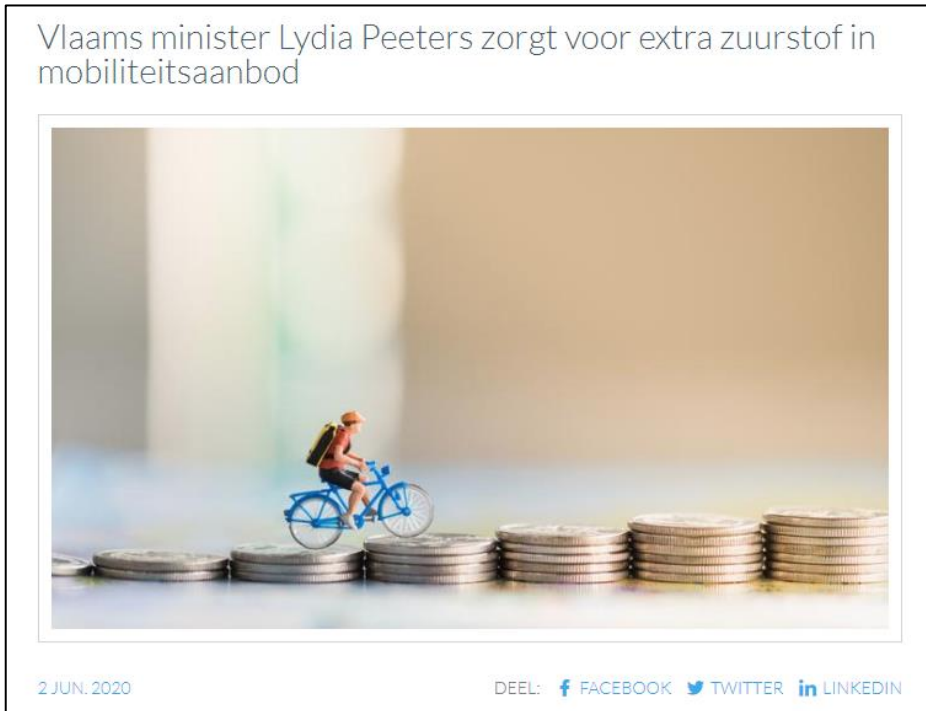 Vlaams minister Lydia Peeters zorgt voor extra zuurstof in
mobiliteitsaanbod
2 JUN. 2020
DEEL: FACEBOOK TWITTER LINKEDIN